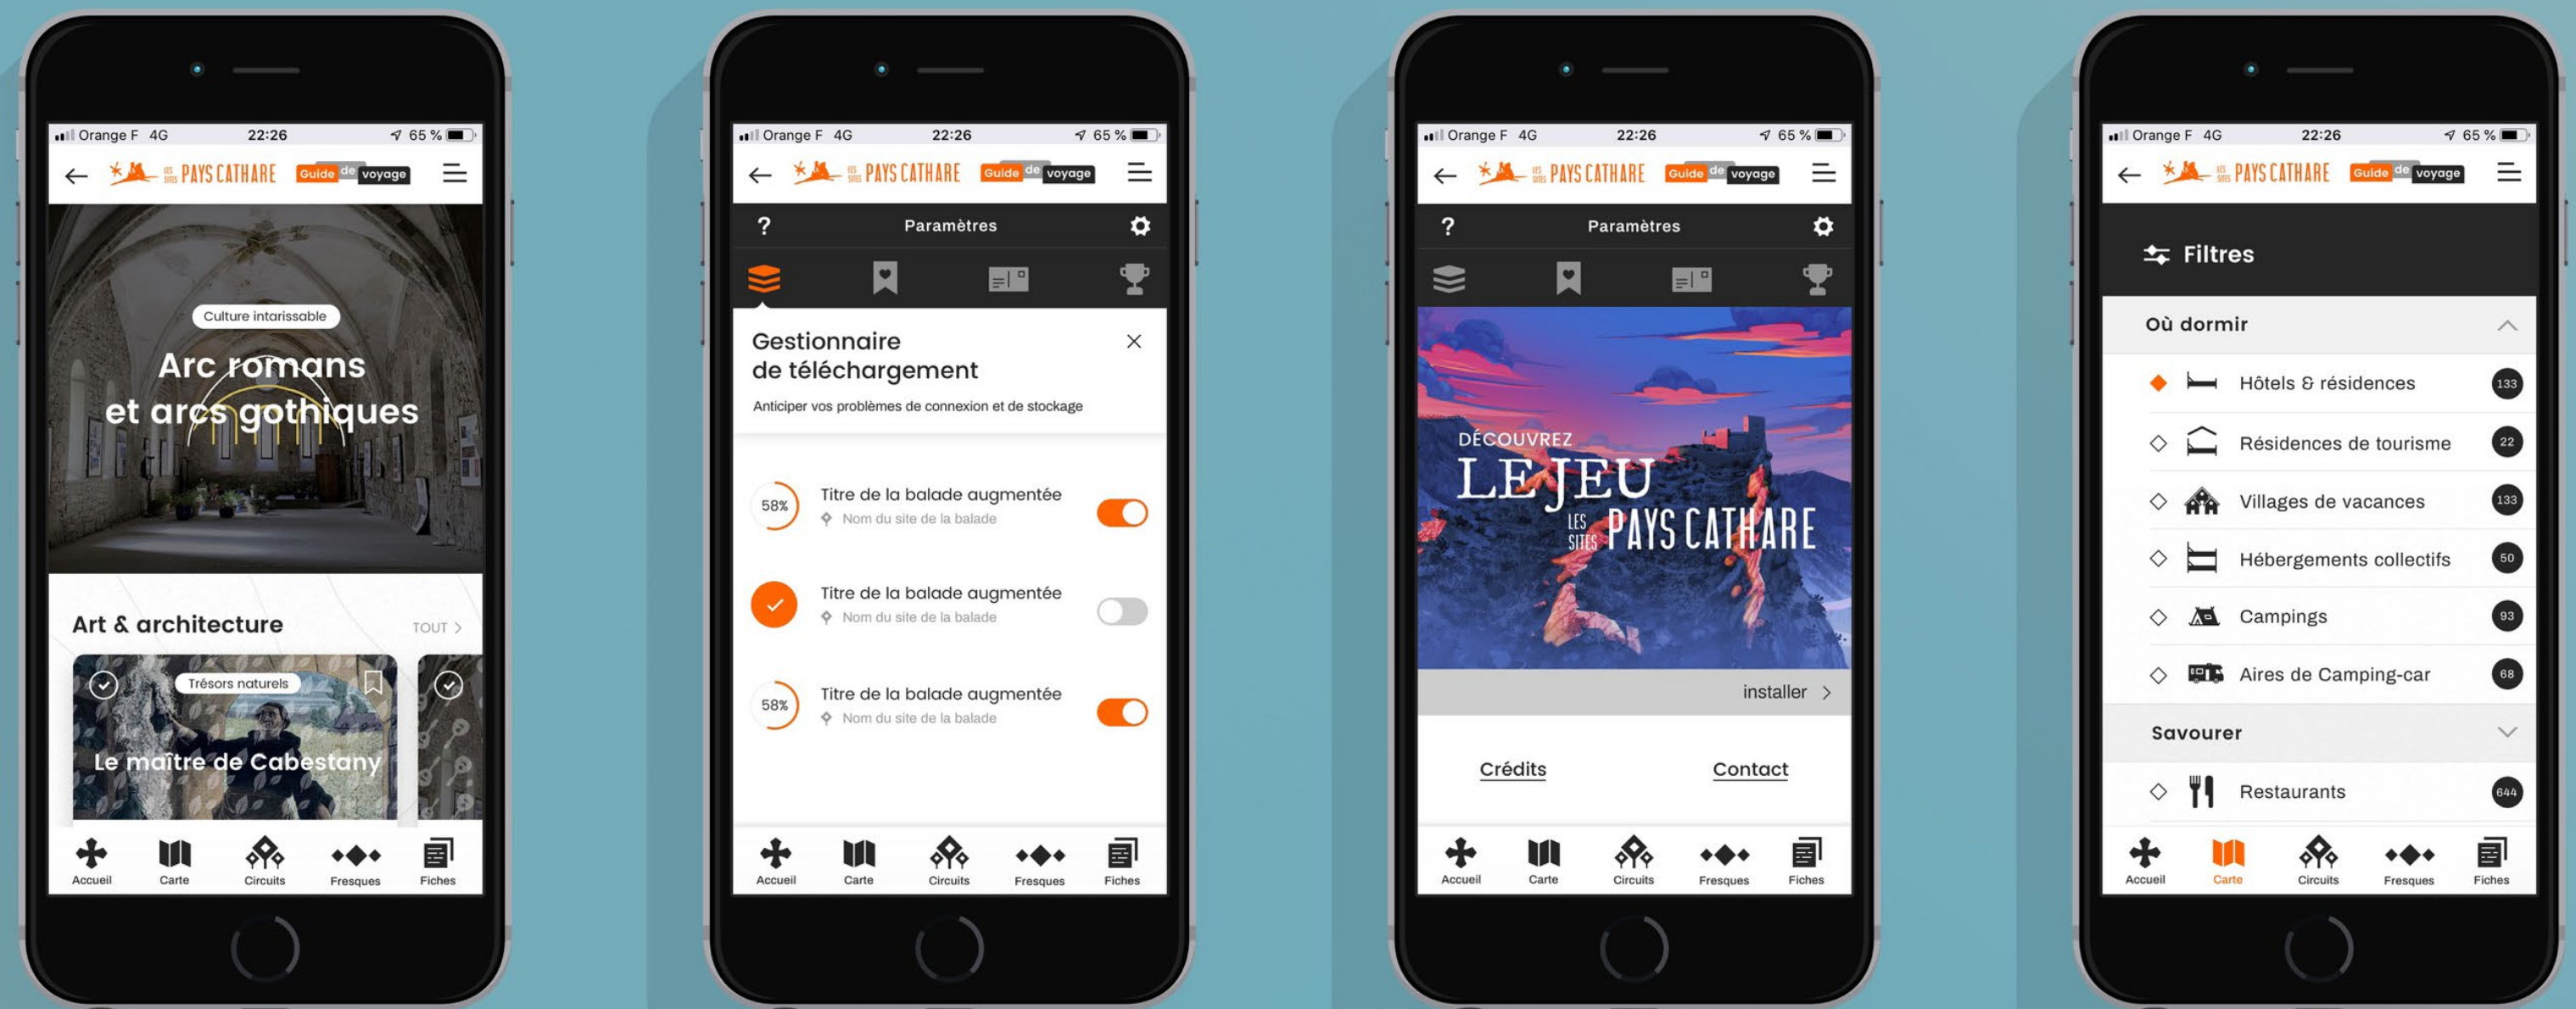 Orange F 4G 22:26 65 %
LES SITES PAYS CATHARE Guide de voyage
Culture intarissable
Arc romans
et arcs gothiques
Art & architecture TOUT
Trésors naturels
Le maître de Cabestany
Accueil Carte Circuits Fresques Fiches
Orange F 4G 22:26 65 %
LES SITES PAYS CATHARE Guide de voyage
? Paramètres
Gestionnaire
de téléchargement
Anticiper vos problèmes de connexion et de stockage
58% Titre de la balade augmentée
Nom du site de la balade
Titre de la balade augmentée
Nom du site de la balade
58% Titre de la balade augmentée
Nom du site de la balade
Accueil Carte Circuits Fresques Fiches
Orange F 4G 22:26 65 %
LES SITES PAYS CATHARE Guide de voyage
? Paramètres
DÉCOUVREZ
LE JEU
LES SITES PAYS CATHARE
installer
Crédits Contact
Accueil Carte Circuits Fresques Fiches
Orange F 4G 22:26 65 %
LES SITES PAYS CATHARE Guide de voyage
Filtres
Où dormir
Hôtels & résidences 133
Résidences de tourisme 22
Villages de vacances 133
Hébergements collectifs 50
Campings 93
Aires de Camping-car 68
Savourer
Restaurants 644
Accueil Carte Circuits Fresques Fiches